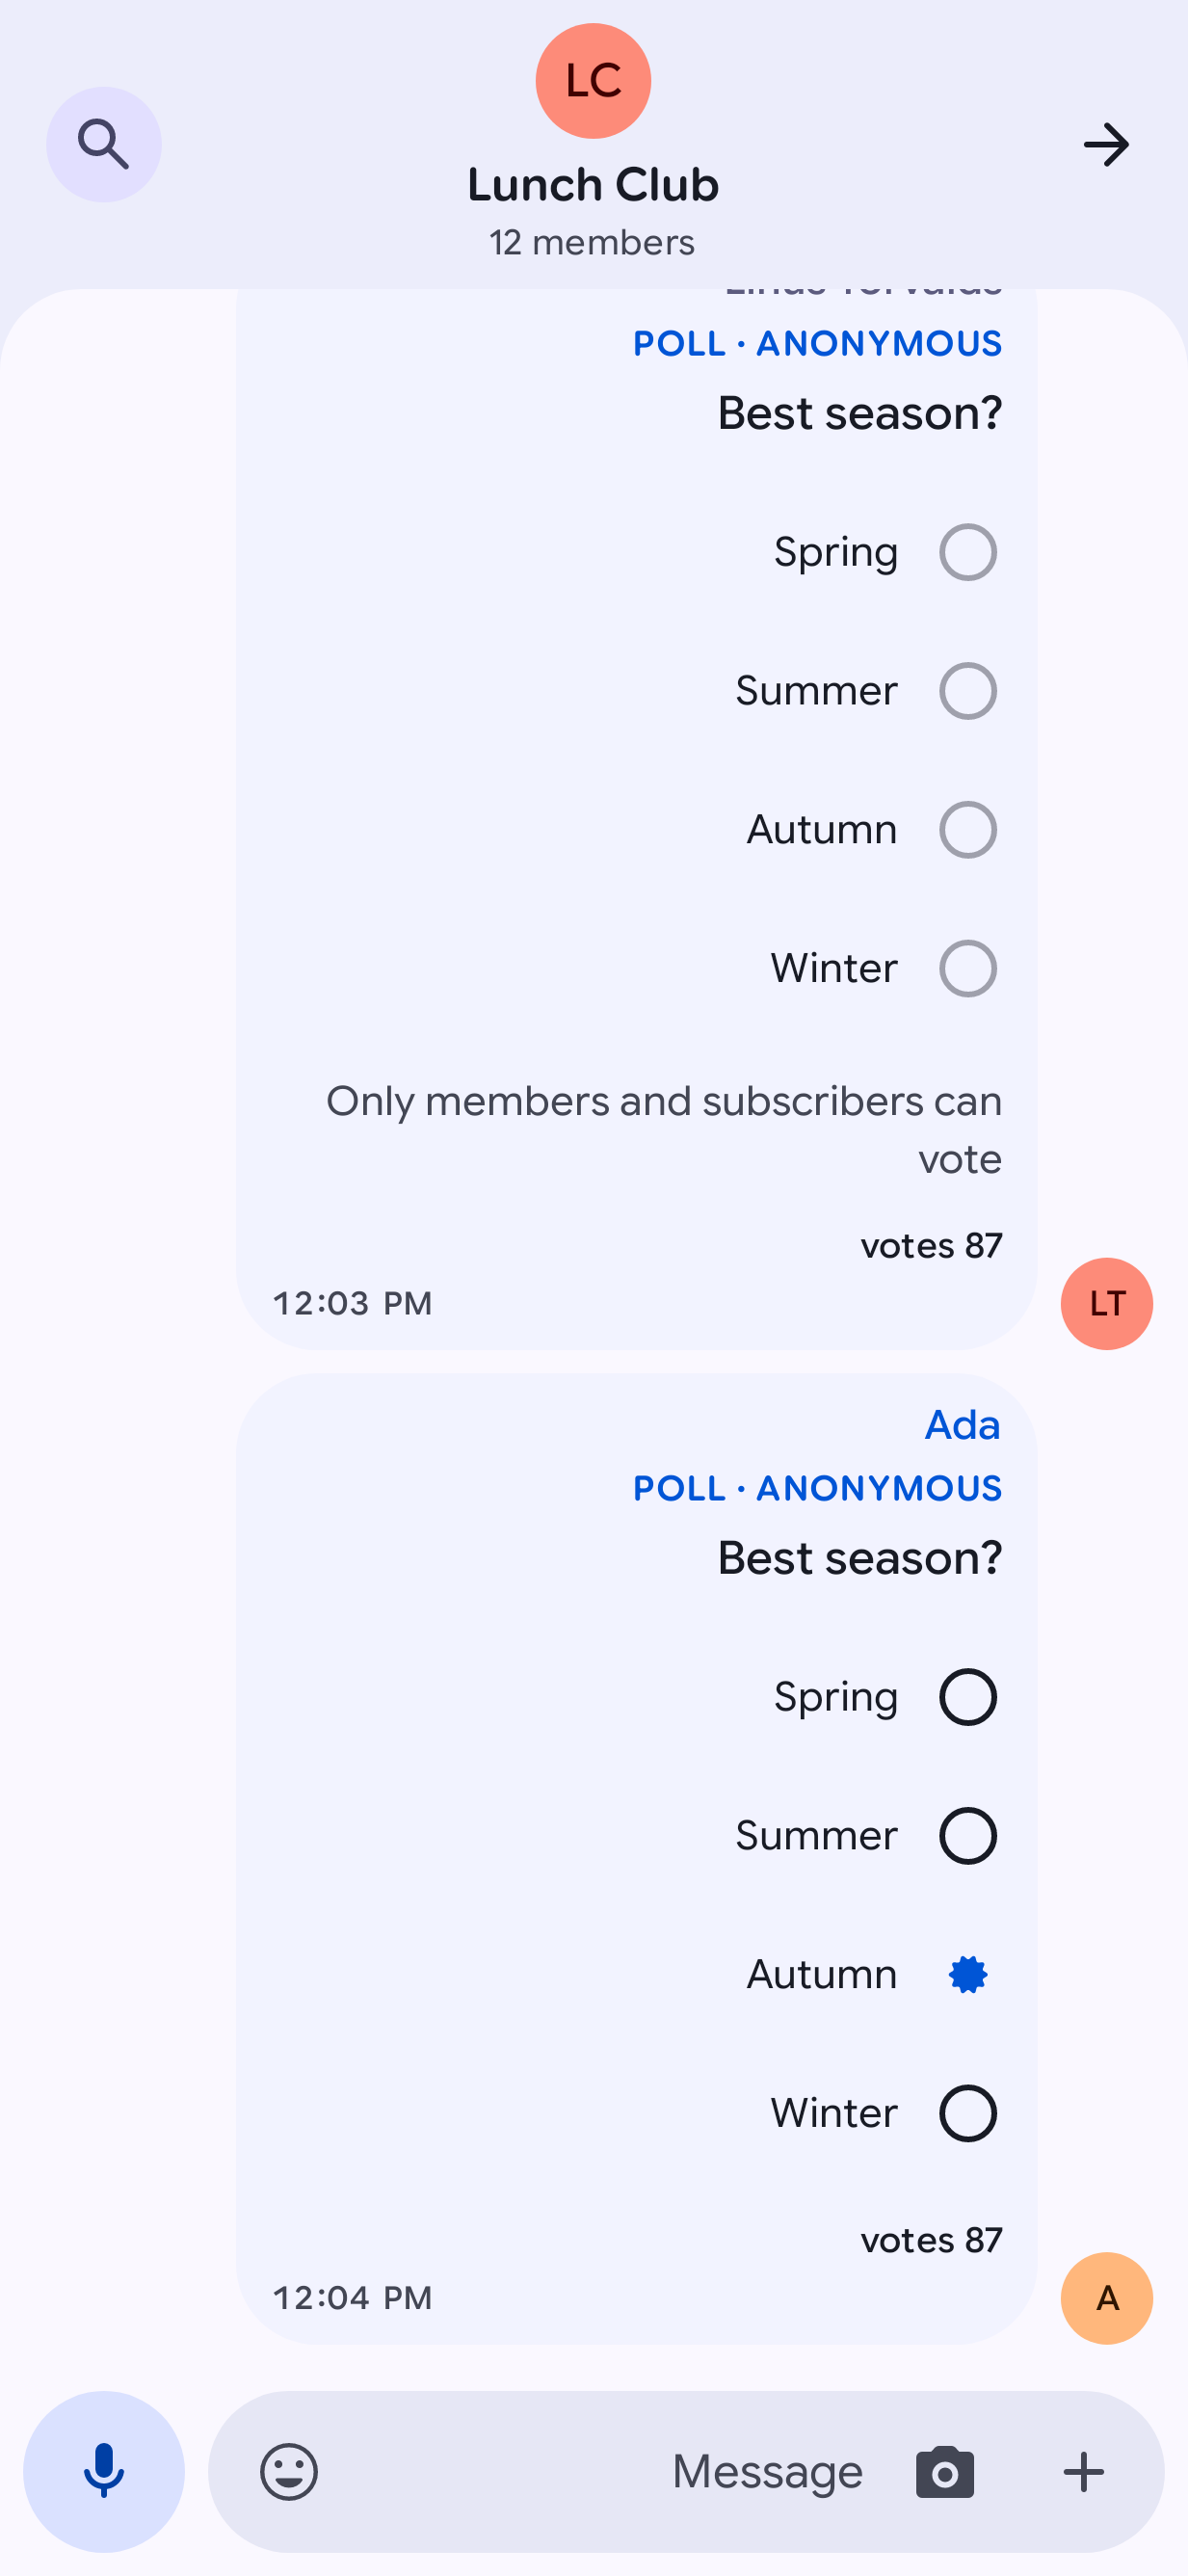 LC
Lunch Club
12 members
POLL · ANONYMOUS
Best season?
Spring
Summer
Autumn
Winter
Only members and subscribers can
vote
votes 87
12:03 PM
LT
Ada
POLL · ANONYMOUS
Best season?
Spring
Summer
Autumn
Winter
votes 87
12:04 PM
A
Message